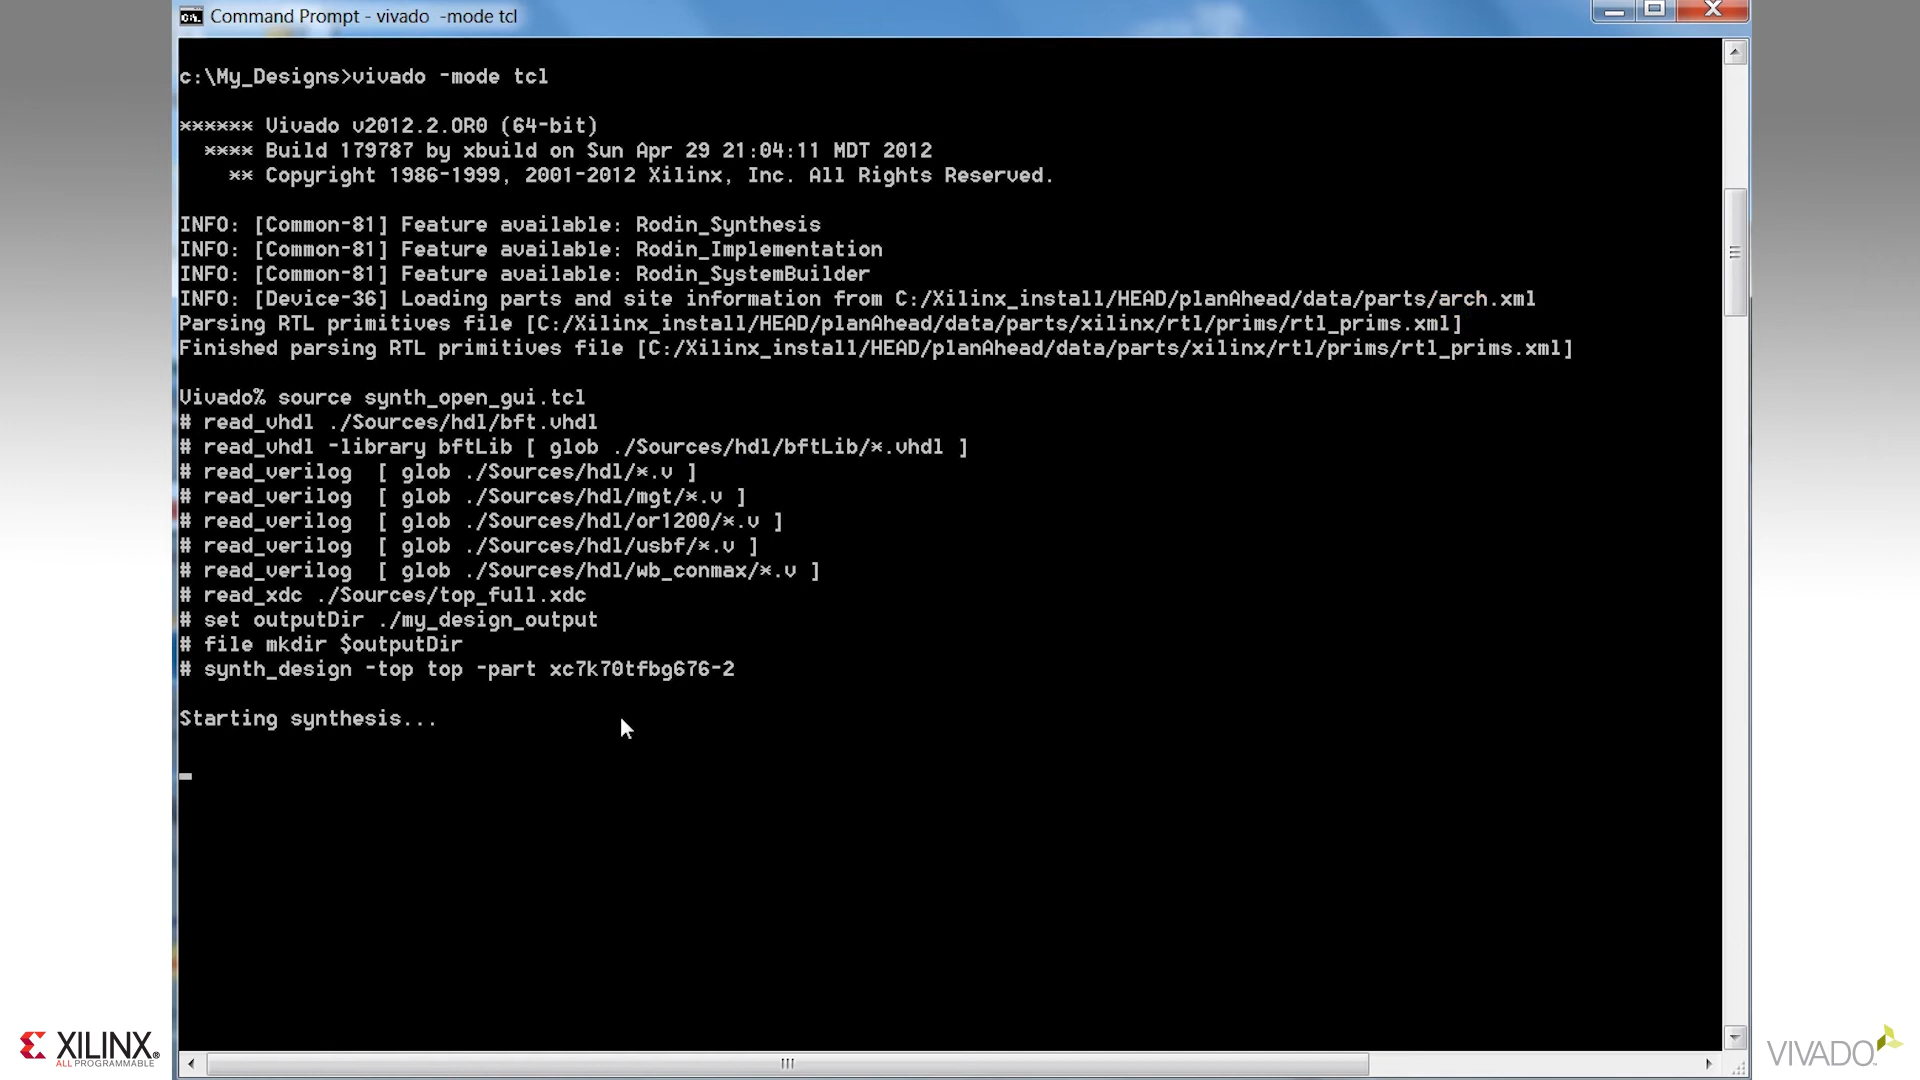 Command Prompt - vivado  -mode tcl
c:\My_Designs>vivado -mode tcl
****** Vivado v2012.2.OR0 (64-bit)
  **** Build 179787 by xbuild on Sun Apr 29 21:04:11 MDT 2012
    ** Copyright 1986-1999, 2001-2012 Xilinx, Inc. All Rights Reserved.
INFO: [Common-81] Feature available: Rodin_Synthesis
INFO: [Common-81] Feature available: Rodin_Implementation
INFO: [Common-81] Feature available: Rodin_SystemBuilder
INFO: [Device-36] Loading parts and site information from C:/Xilinx_install/HEAD/planAhead/data/parts/arch.xml
Parsing RTL primitives file [C:/Xilinx_install/HEAD/planAhead/data/parts/xilinx/rtl/prims/rtl_prims.xml]
Finished parsing RTL primitives file [C:/Xilinx_install/HEAD/planAhead/data/parts/xilinx/rtl/prims/rtl_prims.xml]
Vivado% source synth_open_gui.tcl
# read_vhdl ./Sources/hdl/bft.vhdl
# read_vhdl -library bftLib [ glob ./Sources/hdl/bftLib/*.vhdl ]
# read_verilog  [ glob ./Sources/hdl/*.v ]
# read_verilog  [ glob ./Sources/hdl/mgt/*.v ]
# read_verilog  [ glob ./Sources/hdl/or1200/*.v ]
# read_verilog  [ glob ./Sources/hdl/usbf/*.v ]
# read_verilog  [ glob ./Sources/hdl/wb_conmax/*.v ]
# read_xdc ./Sources/top_full.xdc
# set outputDir ./my_design_output
# file mkdir $outputDir
# synth_design -top top -part xc7k70tfbg676-2
Starting synthesis...
XILINX®
ALL PROGRAMMABLE
VIVADO